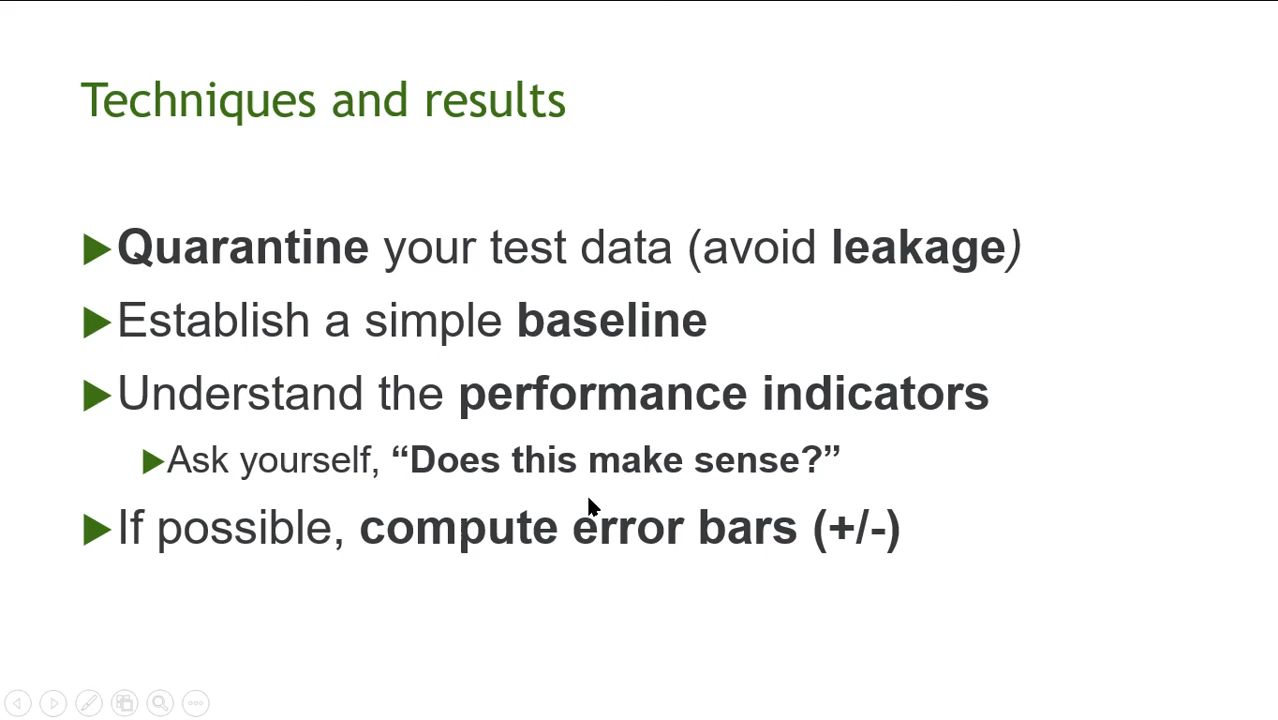 Techniques and results
Quarantine your test data (avoid leakage)
Establish a simple baseline
Understand the performance indicators
Ask yourself, “Does this make sense?”
If possible, compute error bars (+/-)